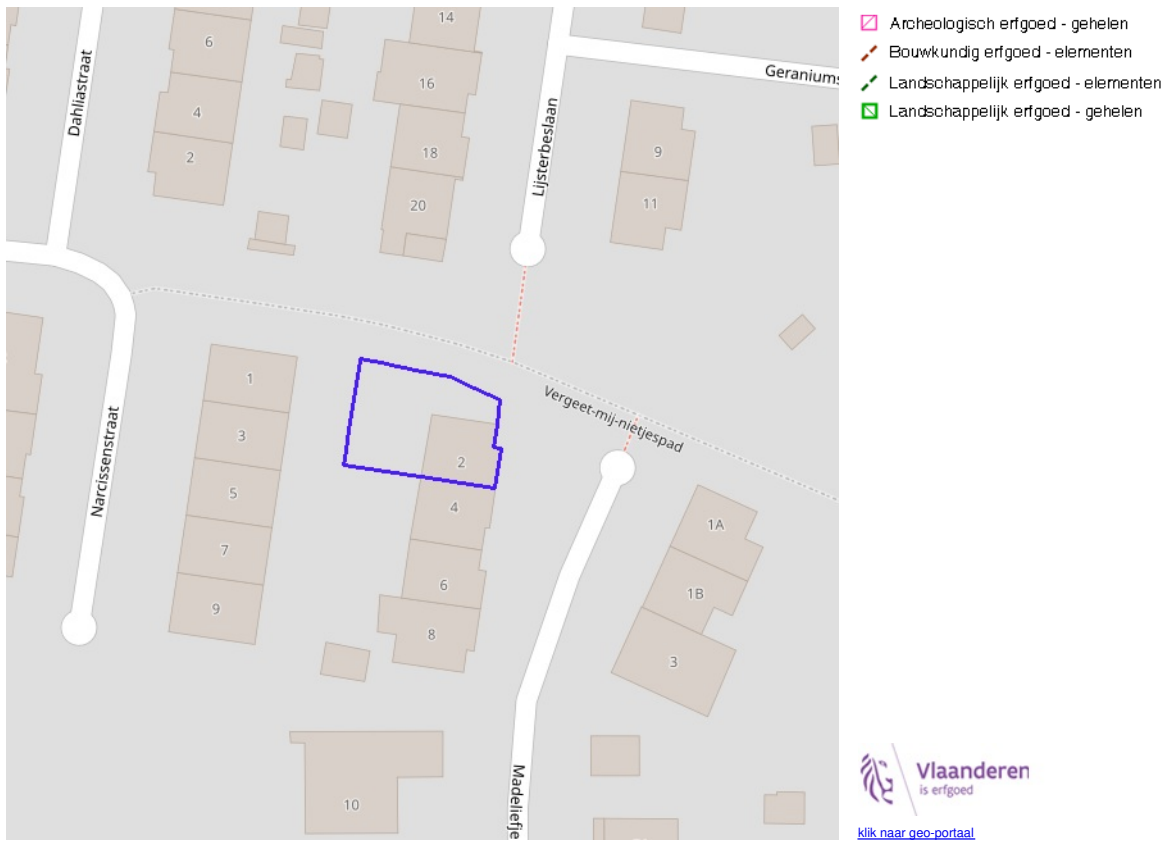 14
6
16
Geraniums
Dahliastraat
4
Lijsterbeslaan
18
9
2
20
11
Vergeet-mij-nietjespad
1
3
2
Narcissenstraat
5
4
1A
7
6
1B
9
8
3
Madeliefje
10
Archeologisch erfgoed - gehelen
Bouwkundig erfgoed - elementen
Landschappelijk erfgoed - elementen
Landschappelijk erfgoed - gehelen
Vlaanderen
is erfgoed
klik naar geo-portaal